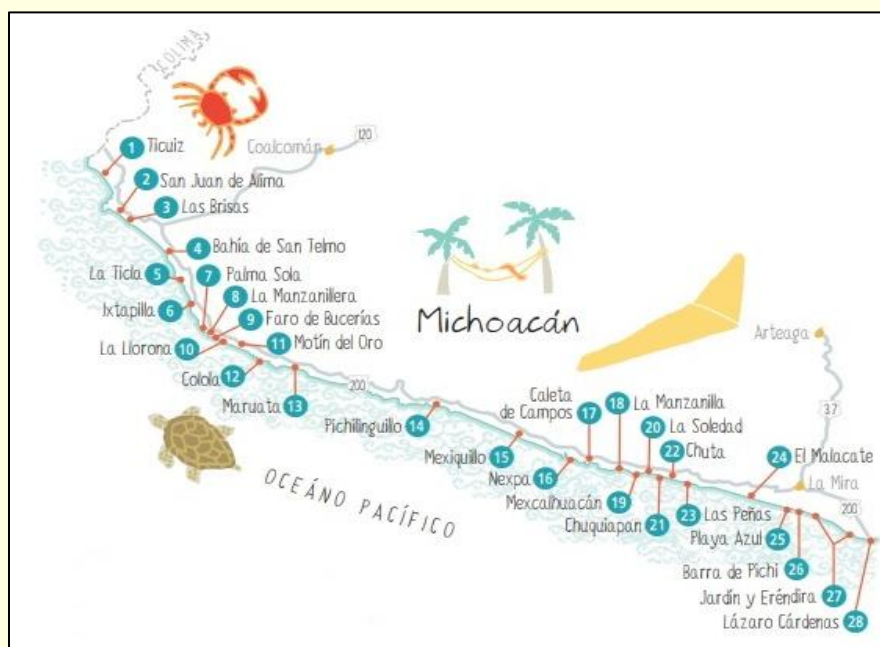 COLIMA
Coalcomán
120
1 Ticuiz
2 San Juan de Alima
3 Las Brisas
4 Bahía de San Telmo
La Ticla 5
Ixtapilla 6
7 Palma Sola
8 La Manzanillera
9 Faro de Bucerías
La Llorona 10
11 Motín del Oro
Colola 12
Maruata 13
200
Michoacán
Arteaga
37
Pichilinguillo 14
Mexiquillo 15
Nexpa 16
Caleta
de Campos 17
18 La Manzanilla
Mexcalhuacán 19
20 La Soledad
Chuquiapan 21
22 Chuta
23 Las Peñas
24 El Malacate
La Mira
200
Playa Azul 25
Barra de Pichi 26
Jardín y Eréndira 27
Lázaro Cárdenas 28
OCEÁNO PACÍFICO